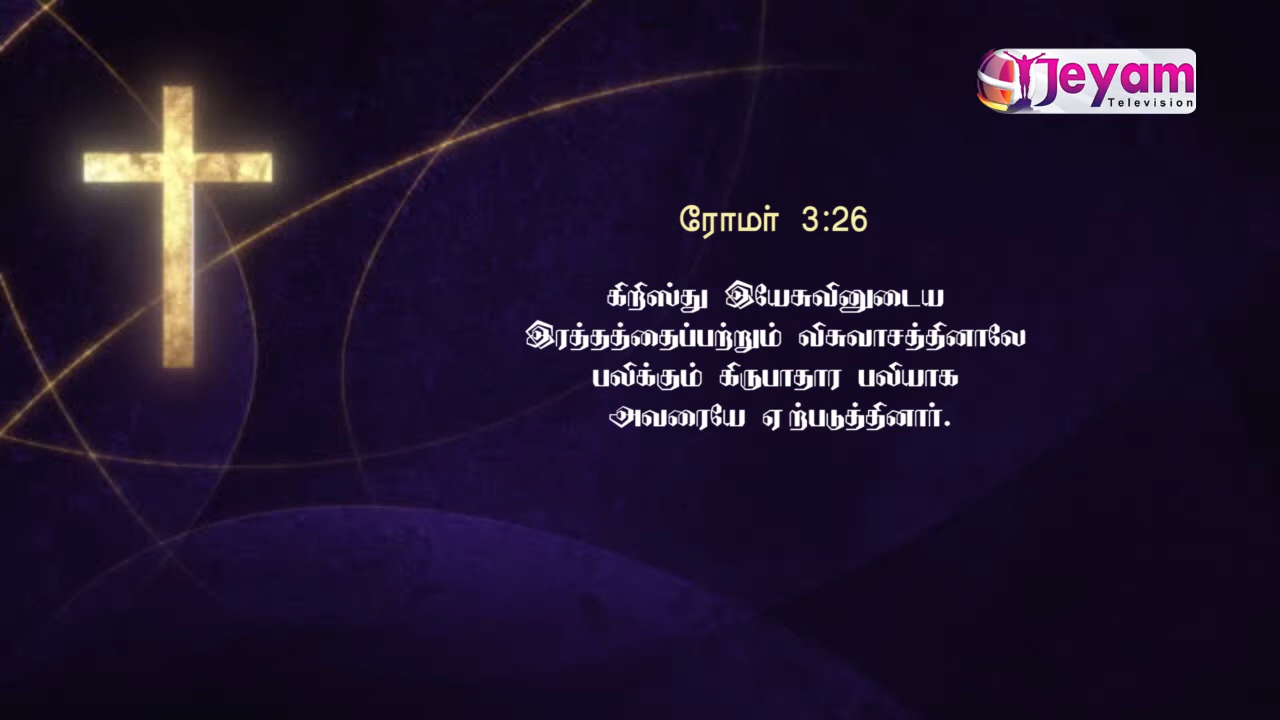 Jeyam
Television
ரோமர் 3:26
கிறிஸ்து இயேசுவினுடைய
இரத்தத்தைப்பற்றும் விசுவாசத்தினாலே
பலிக்கும் கிருபாதார பலியாக
அவரையே ஏற்படுத்தினார்.